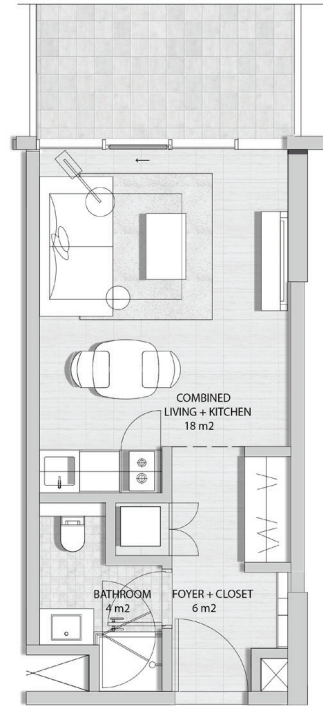 COMBINED
LIVING + KITCHEN
18 m2
BATHROOM
4 m2
FOYER + CLOSET
6 m2